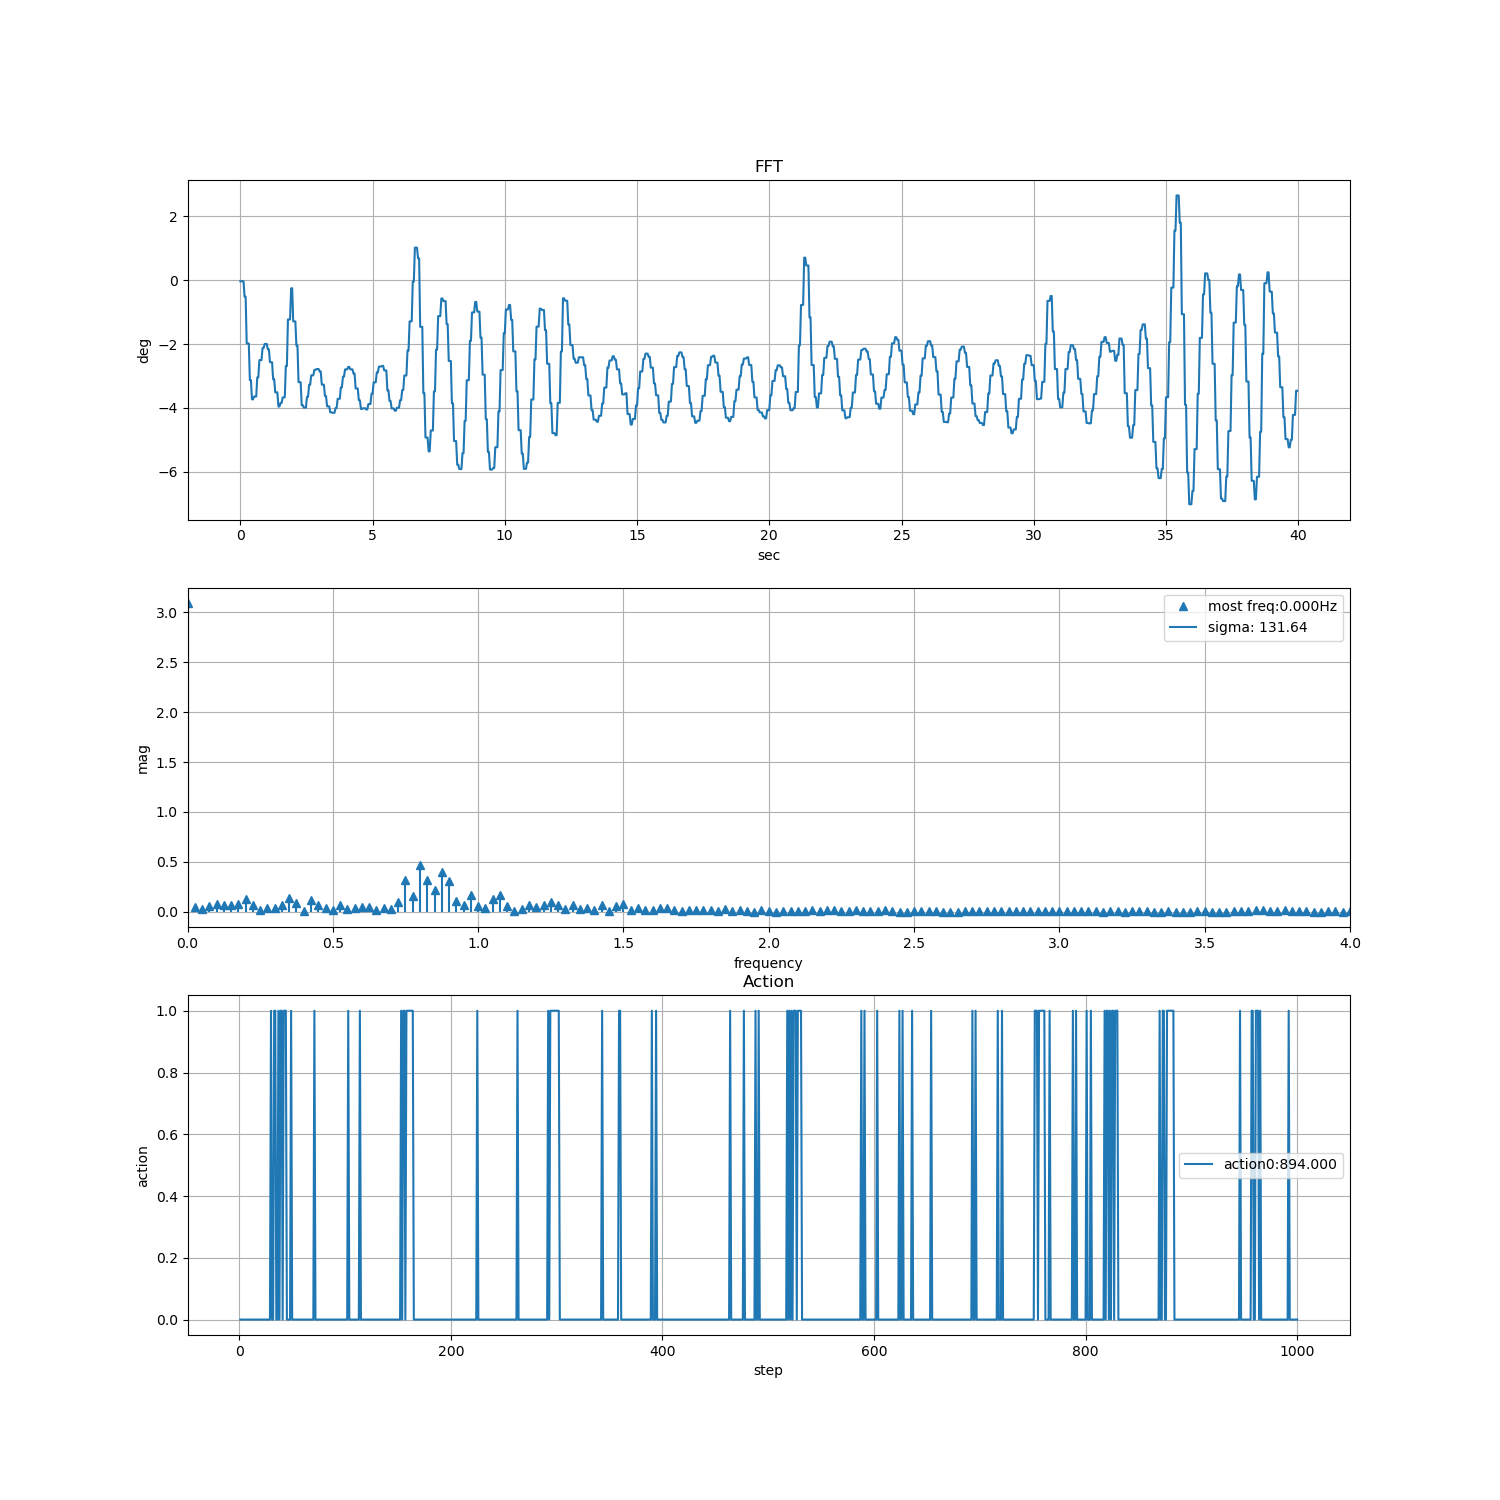 FFT
2
0
−2
−4
−6
deg
0 5 10 15 20 25 30 35 40
sec
3.0
2.5
2.0
1.5
1.0
0.5
0.0
mag
most freq:0.000Hz
sigma: 131.64
0.0 0.5 1.0 1.5 2.0 2.5 3.0 3.5 4.0
frequency
Action
1.0
0.8
0.6
0.4
0.2
0.0
action
action0:894.000
0 200 400 600 800 1000
step